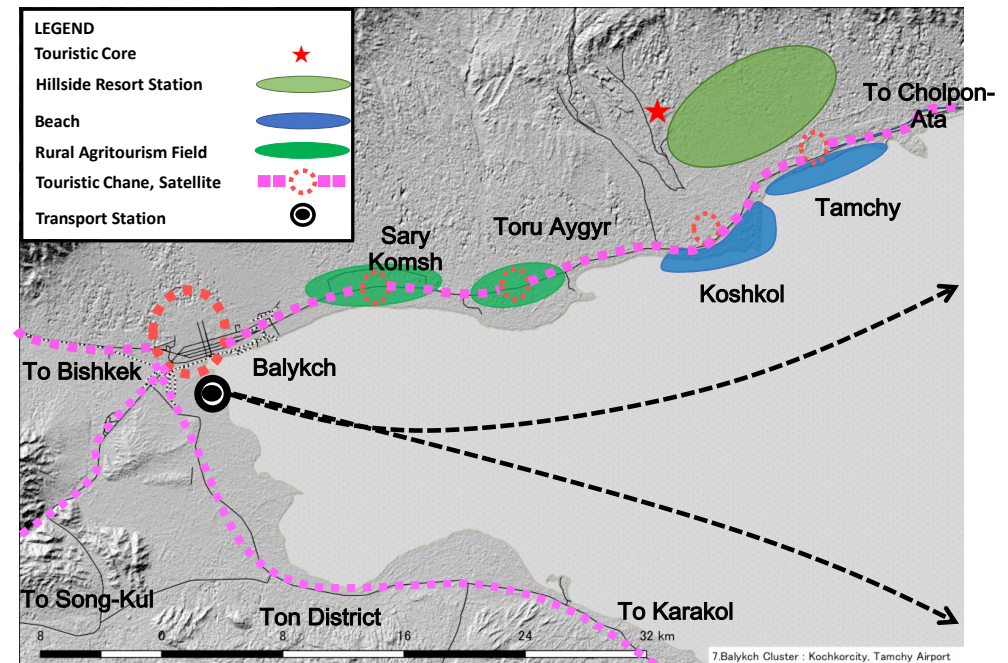 LEGEND
Touristic Core
Hillside Resort Station
Beach
Rural Agritourism Field
Touristic Chane, Satellite
Transport Station
To Cholpon-
Ata
Tamchy
Toru Aygyr
Sary
Komsh
Koshkol
To Bishkek
Balykch
To Song-Kul
Ton District
To Karakol
8 0 8 16 24 32 km
7.Balykch Cluster : Kochkorcity, Tamchy Airport